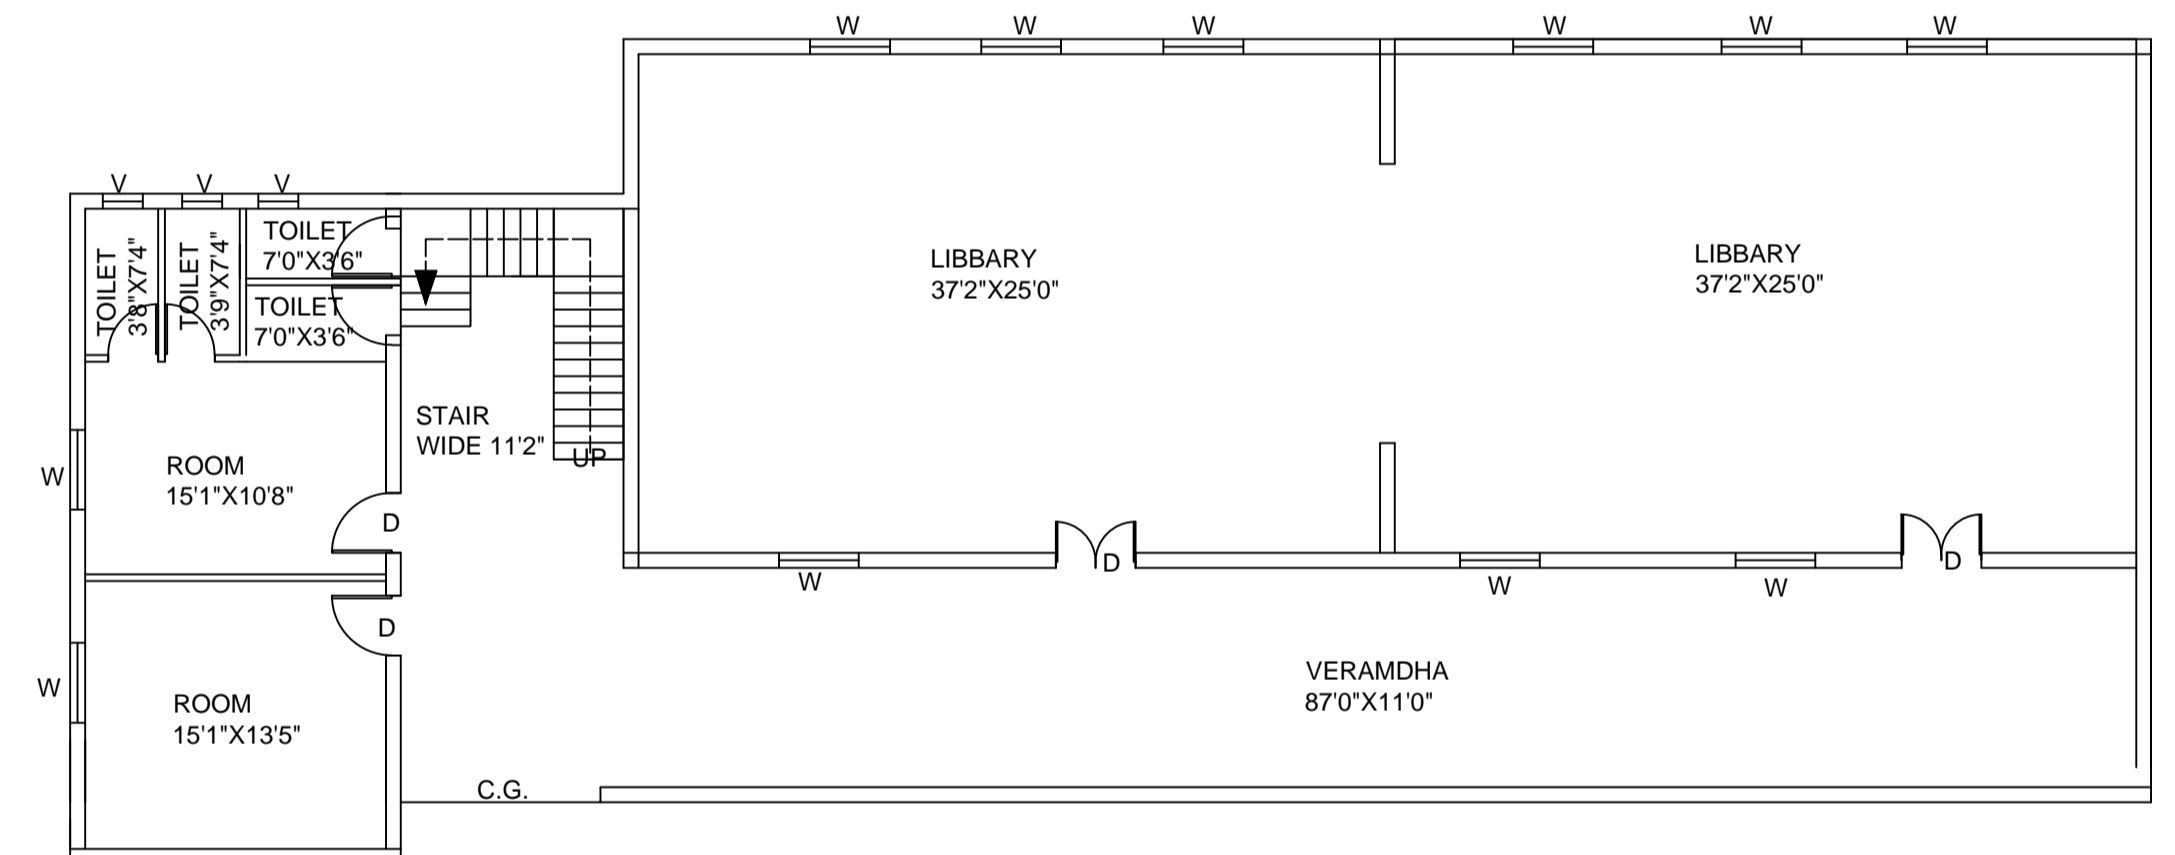 W
W
W
W
W
W
V
V
V
TOILET
3'8"X7'4"
TOILET
3'9"X7'4"
TOILET
7'0"X3'6"
TOILET
7'0"X3'6"
LIBBARY
37'2"X25'0"
LIBBARY
37'2"X25'0"
STAIR
WIDE 11'2"
UP
W
ROOM
15'1"X10'8"
D
D
D
W
W
W
D
W
ROOM
15'1"X13'5"
VERAMDHA
87'0"X11'0"
C.G.